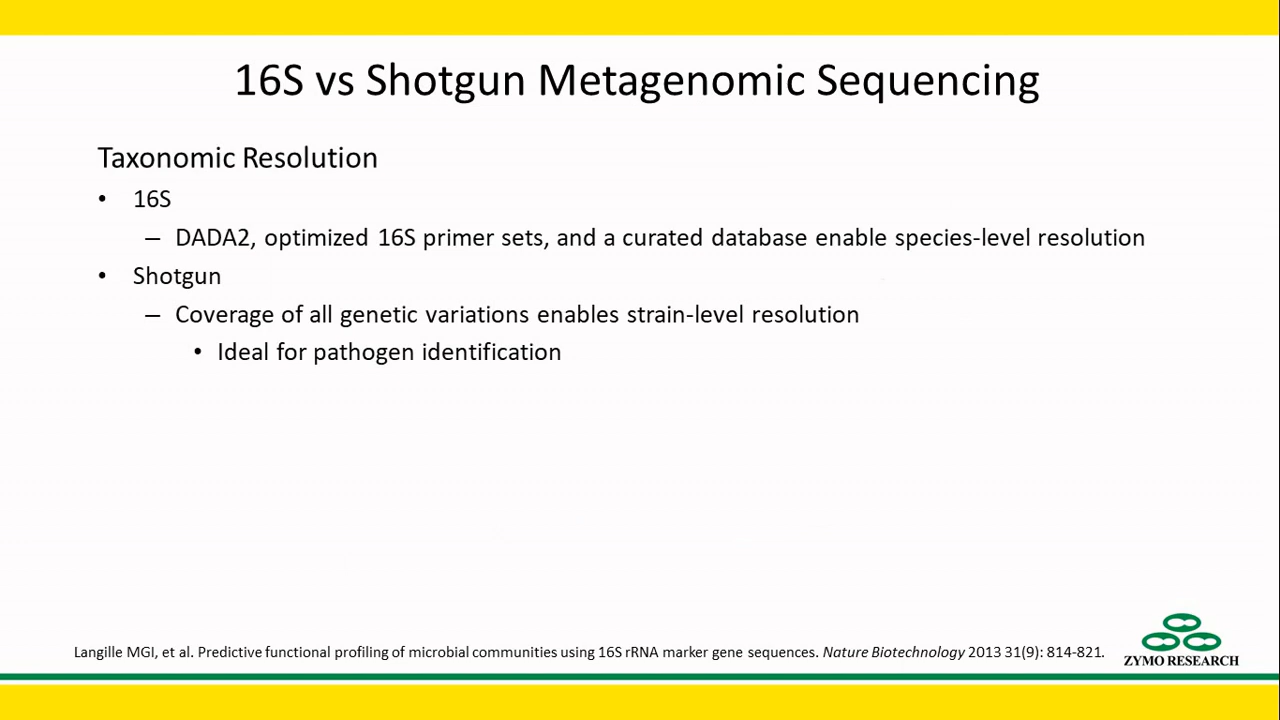 16S vs Shotgun Metagenomic Sequencing
Taxonomic Resolution
• 16S
– DADA2, optimized 16S primer sets, and a curated database enable species-level resolution
• Shotgun
– Coverage of all genetic variations enables strain-level resolution
• Ideal for pathogen identification
Langille MGI, et al. Predictive functional profiling of microbial communities using 16S rRNA marker gene sequences. Nature Biotechnology 2013 31(9): 814-821.
ZYMO RESEARCH